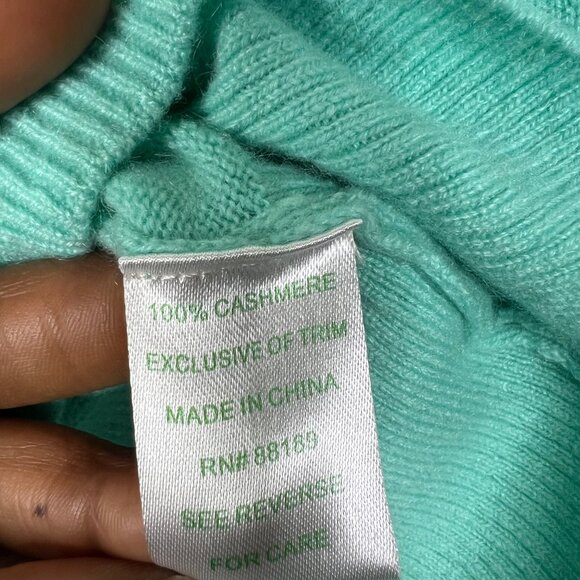 100% CASHMERE
EXCLUSIVE OF TRIM
MADE IN CHINA
RN# 88189
SEE REVERSE
FOR CARE